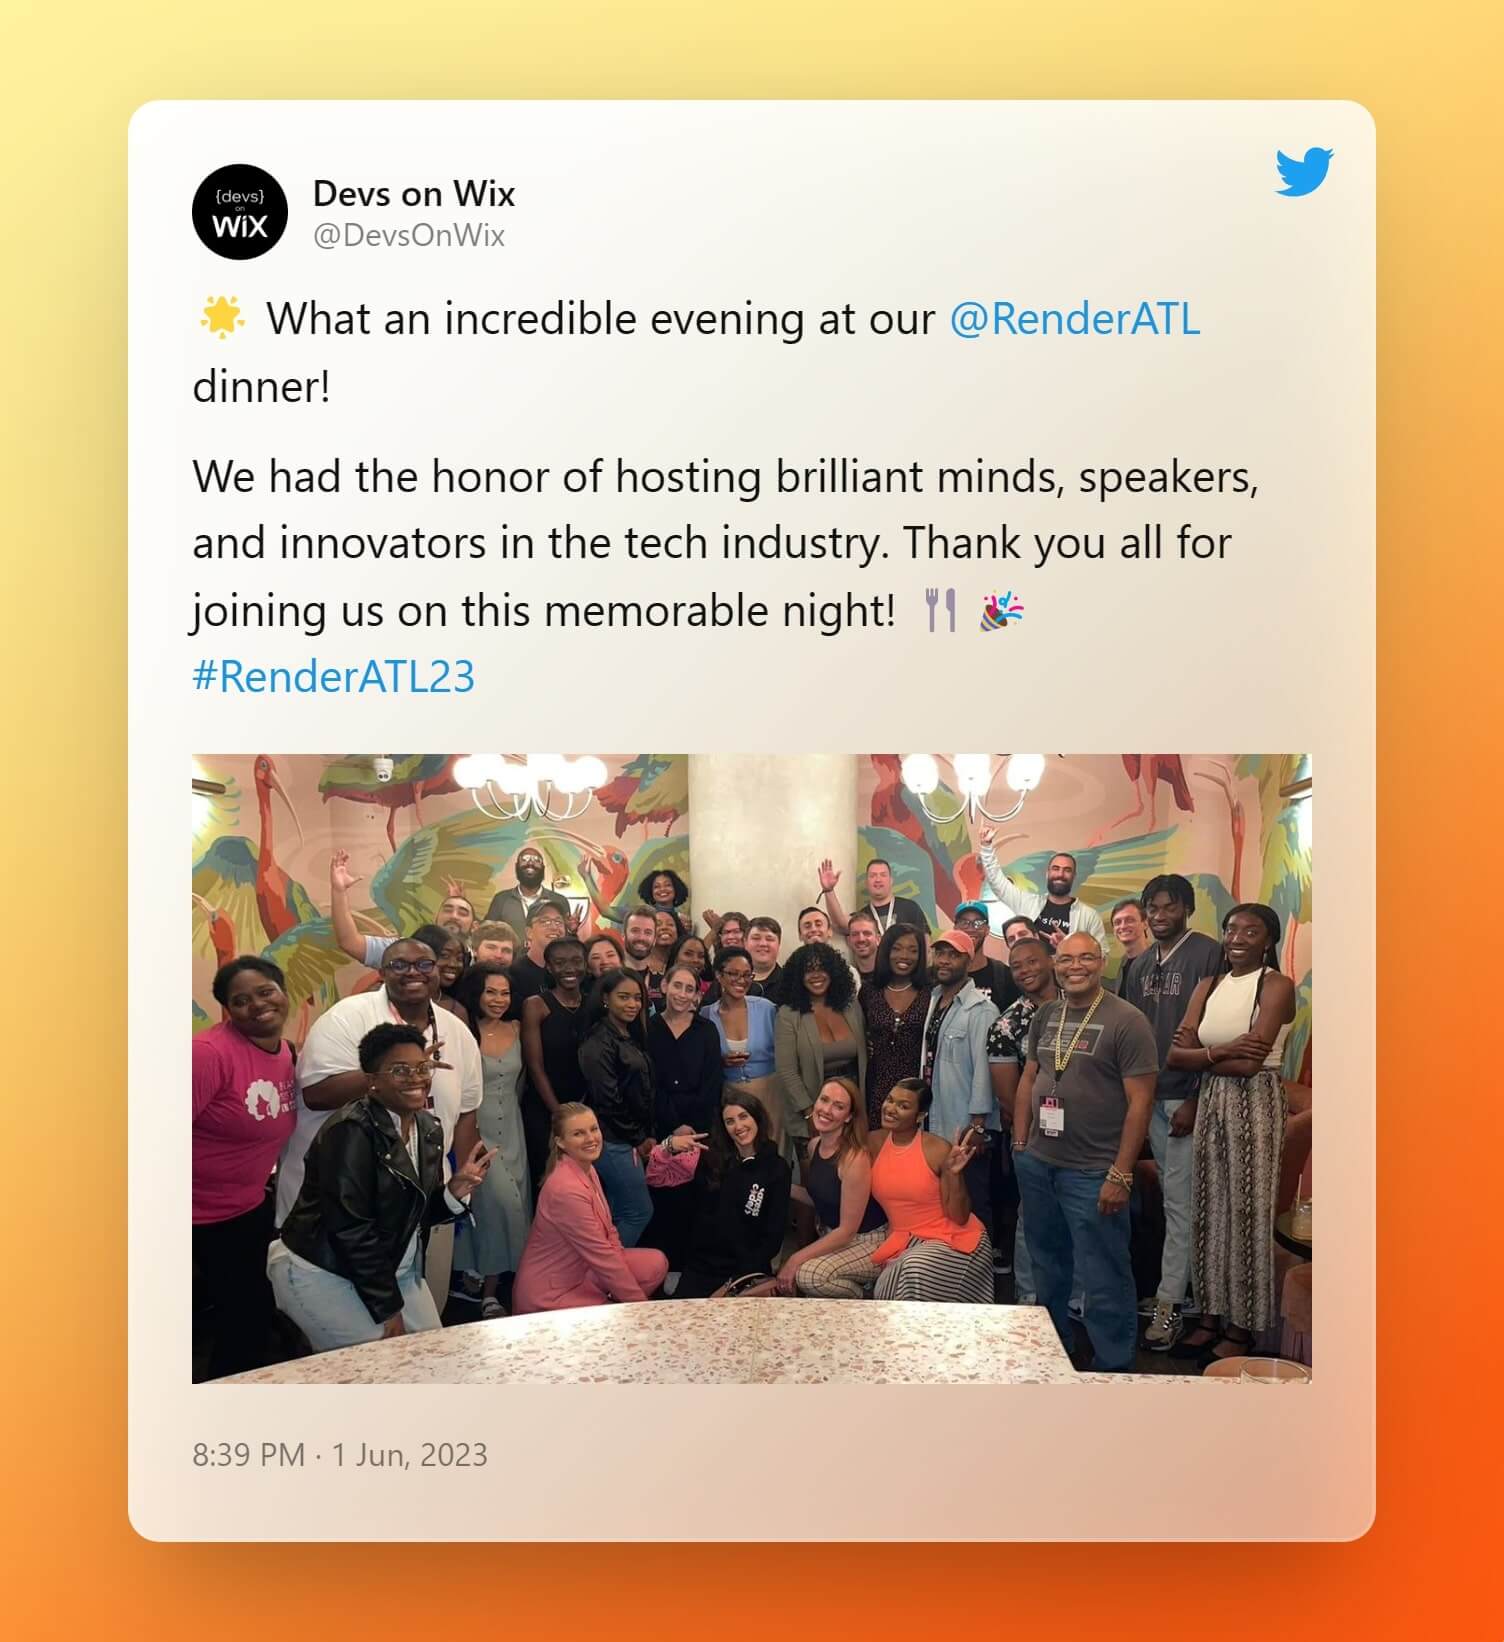 {devs}
on
WiX
Devs on Wix
@DevsOnWix
🌟 What an incredible evening at our @RenderATL
dinner!
We had the honor of hosting brilliant minds, speakers,
and innovators in the tech industry. Thank you all for
joining us on this memorable night! 🍴 🎉
#RenderATL23
8:39 PM · 1 Jun, 2023